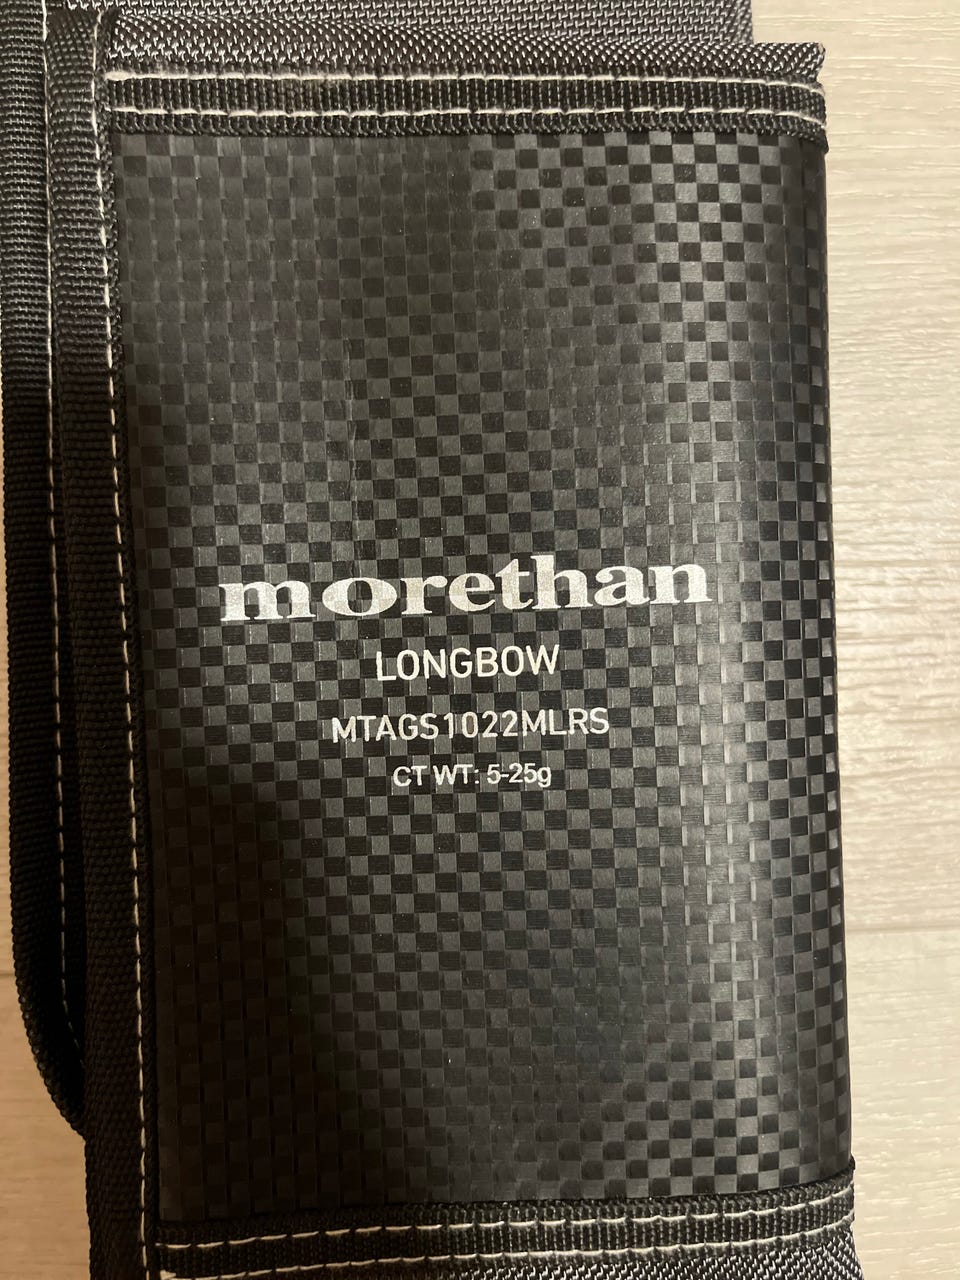 morethan
LONGBOW
MTAGS1022MLRS
CT WT: 5-25g